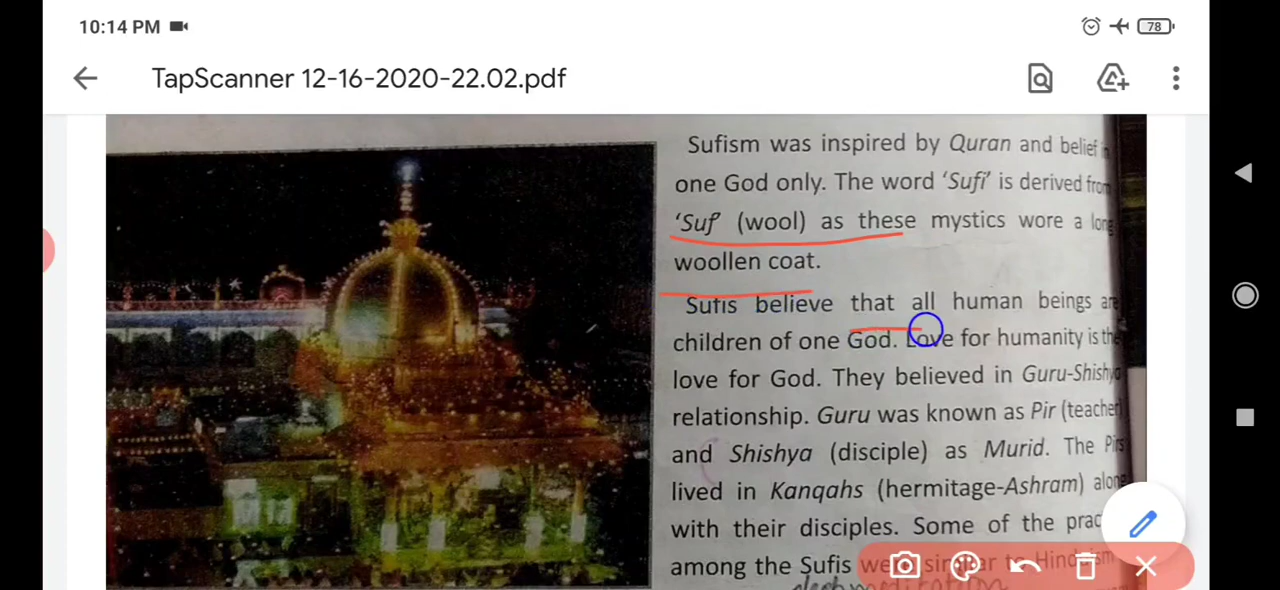 10:14 PM
78
TapScanner 12-16-2020-22.02.pdf
Sufism was inspired by Quran and belief in
one God only. The word ‘Sufi’ is derived from
‘Suf’ (wool) as these mystics wore a long
woollen coat.
Sufis believe that all human beings are
children of one God. Love for humanity is the
love for God. They believed in Guru-Shishya
relationship. Guru was known as Pir (teacher)
and Shishya (disciple) as Murid. The Pirs
lived in Kanqahs (hermitage-Ashram) along
with their disciples. Some of the prac
among the Sufis were similar to Hinduism